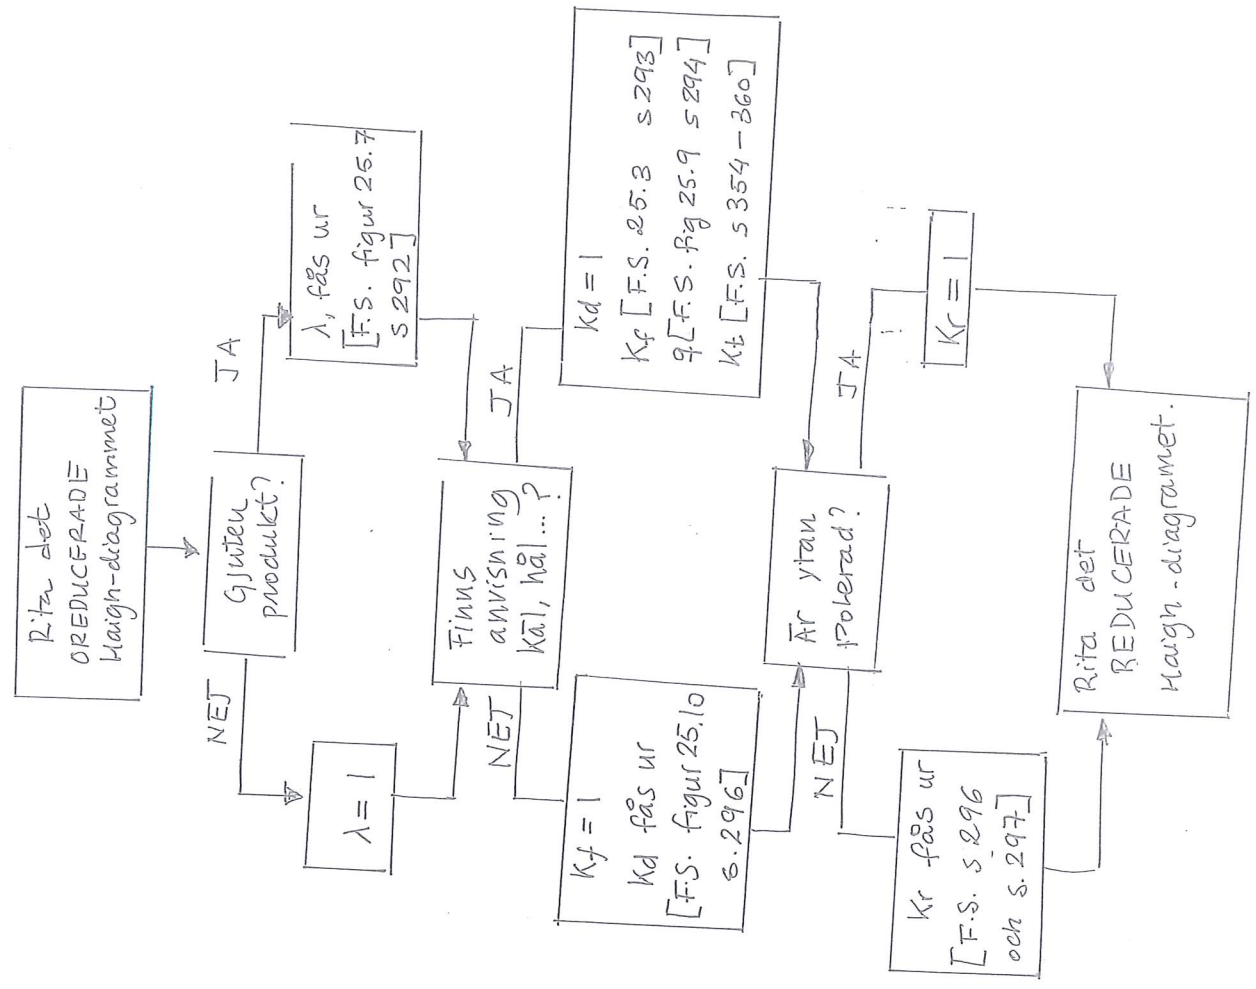 Rita det
OREDUCERADE
Haign-diagrammet
Gjuten
produkt?
JA
NEJ
λ, fås ur
[F.S. figur 25.7
s 292]
λ = 1
Finns
anvisning
käl, hål...?
JA
NEJ
Kd = 1
Kf [F.S. 25.3 s 293]
q [F.S. fig 25.9 s 294]
Kt [F.S. s 354-360]
Kf = 1
Kd fås ur
[F.S. figur 25.10
s. 296]
Är ytan
Polerad?
JA
NEJ
Kr = 1
Kr fås ur
[F.S. s 296
och s. 297]
Rita det
REDUCERADE
Haign-diagramet.